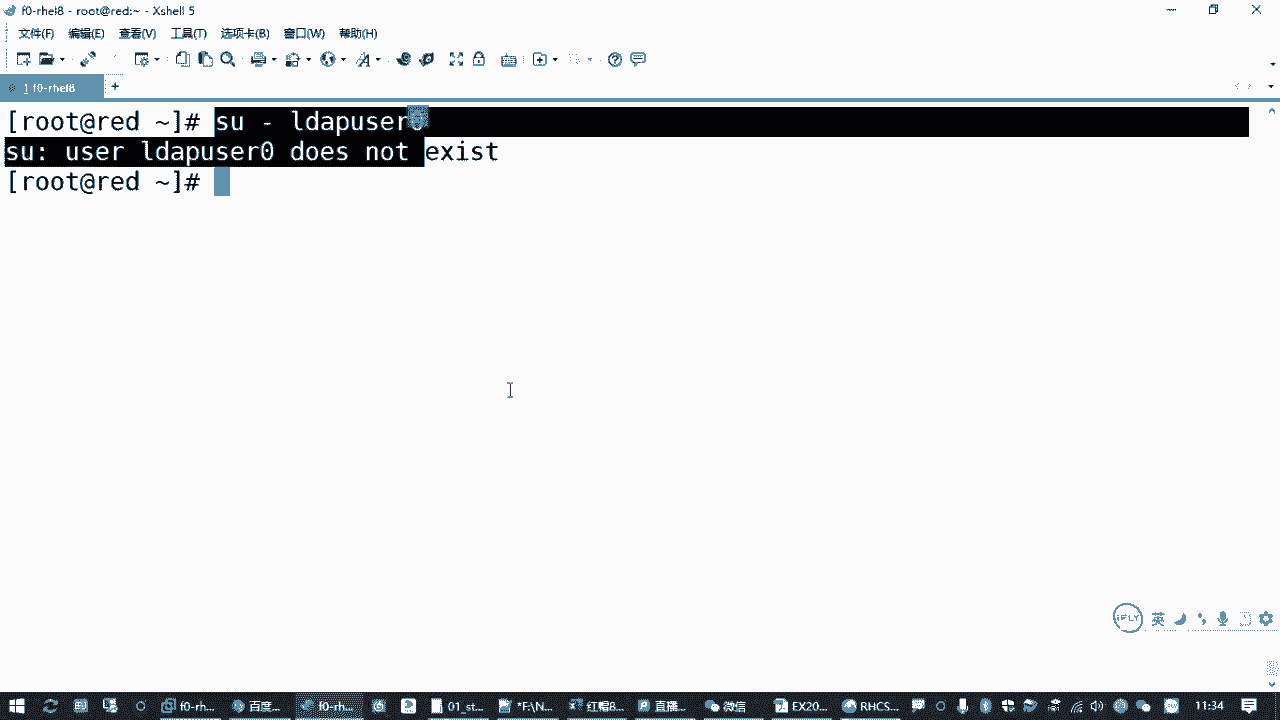 f0-rhel8 - root@red:~ - Xshell 5
文件(F) 编辑(E) 查看(V) 工具(T) 选项卡(B) 窗口(W) 帮助(H)
1 f0-rhel8 +
[root@red ~]# su - ldapuser0
su: user ldapuser0 does not exist
[root@red ~]#
iFLY 英
f0-rh... 百度... f0-rh... 01_st... *F:\N... 红帽8... 直播... 微信 EX20... RHCS... 11:34